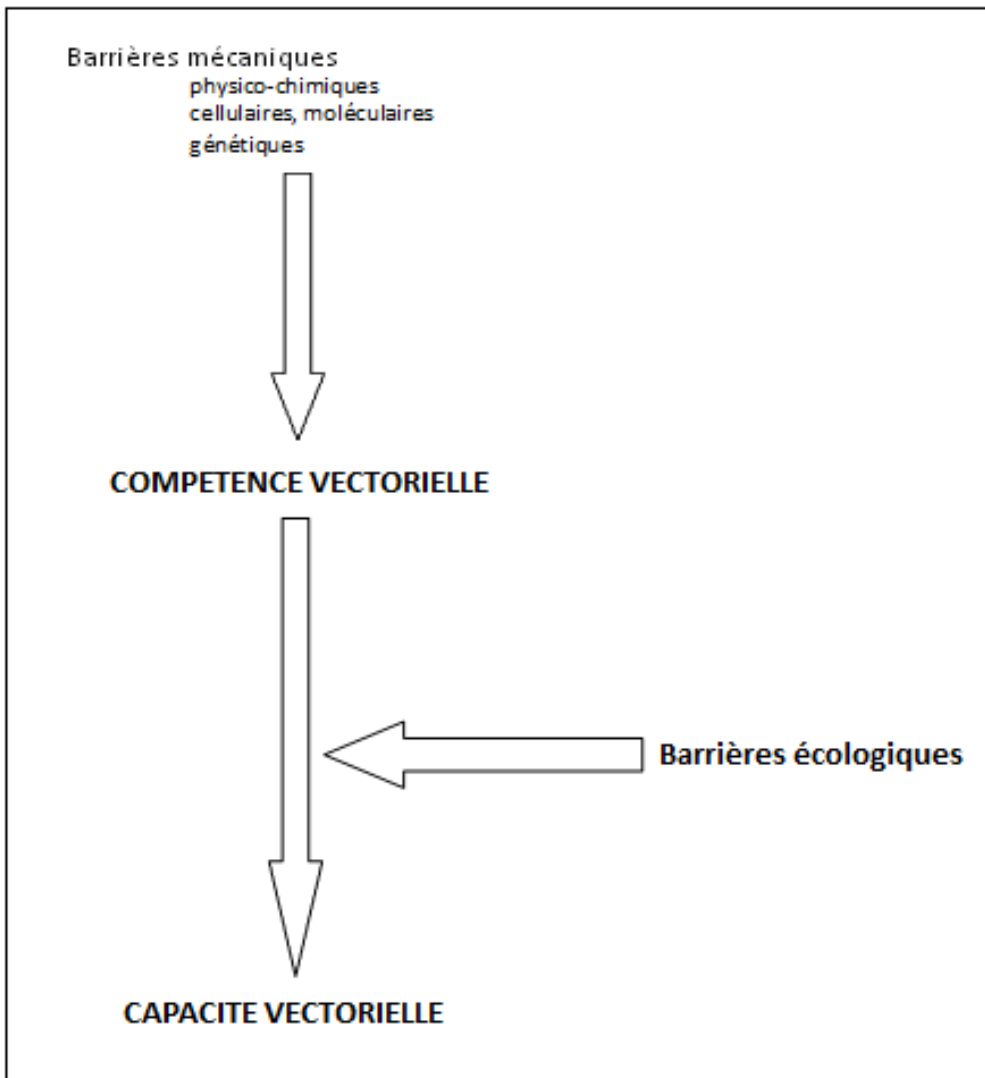 Barrières mécaniques
physico-chimiques
cellulaires, moléculaires
génétiques
COMPETENCE VECTORIELLE
Barrières écologiques
CAPACITE VECTORIELLE